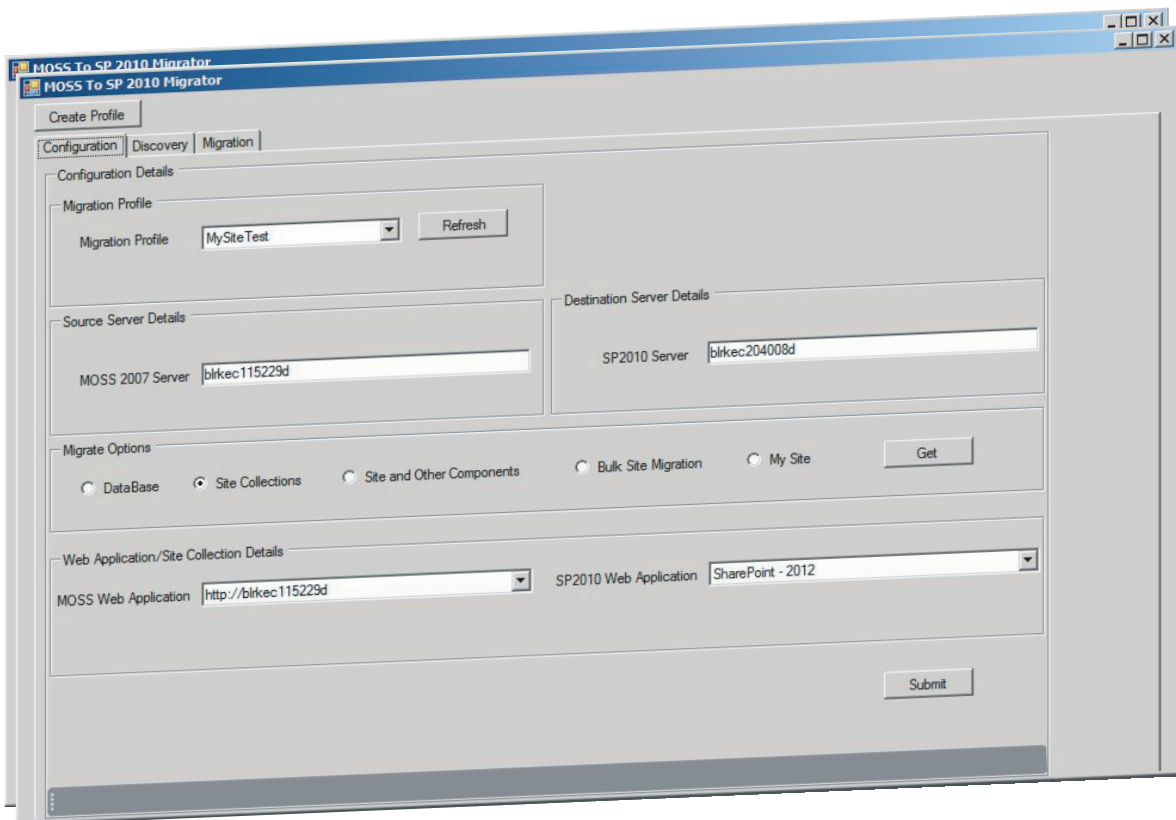 MOSS To SP 2010 Migrator
MOSS To SP 2010 Migrator
Create Profile
Configuration Discovery Migration
Configuration Details
Migration Profile
Migration Profile MySiteTest Refresh
Source Server Details
Destination Server Details
MOSS 2007 Server blrkec115229d
SP2010 Server blrkec204008d
Migrate Options
DataBase Site Collections Site and Other Components Bulk Site Migration My Site Get
Web Application/Site Collection Details
MOSS Web Application http://blrkec115229d
SP2010 Web Application SharePoint - 2012
Submit